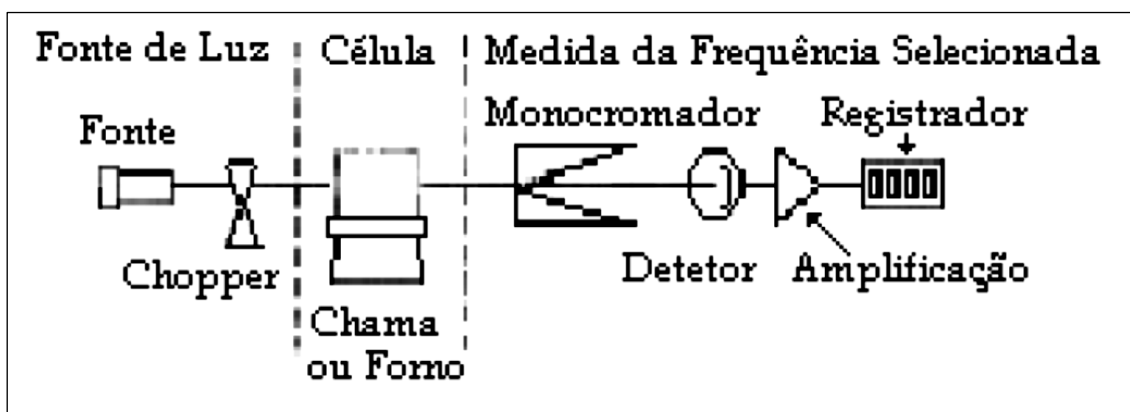 Fonte de Luz
Célula
Medida da Frequência Selecionada
Fonte
Monocromador
Registrador
Chopper
Detetor
Amplificação
Chama
ou Forno